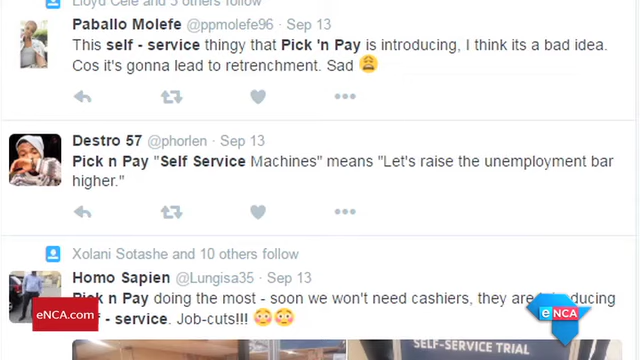 Lloyd Cele and 3 others follow
Paballo Molefe @ppmolefe96 · Sep 13
This self - service thingy that Pick 'n Pay is introducing, I think its a bad idea.
Cos it's gonna lead to retrenchment. Sad
Destro 57 @phorlen · Sep 13
Pick n Pay "Self Service Machines" means "Let's raise the unemployment bar
higher."
Xolani Sotashe and 10 others follow
Homo Sapien @Lungisa35 · Sep 13
Pick n Pay doing the most - soon we won't need cashiers, they are
- service. Job-cuts!!!
eNCA.com
eNCA
SELF-SERVICE TRIAL